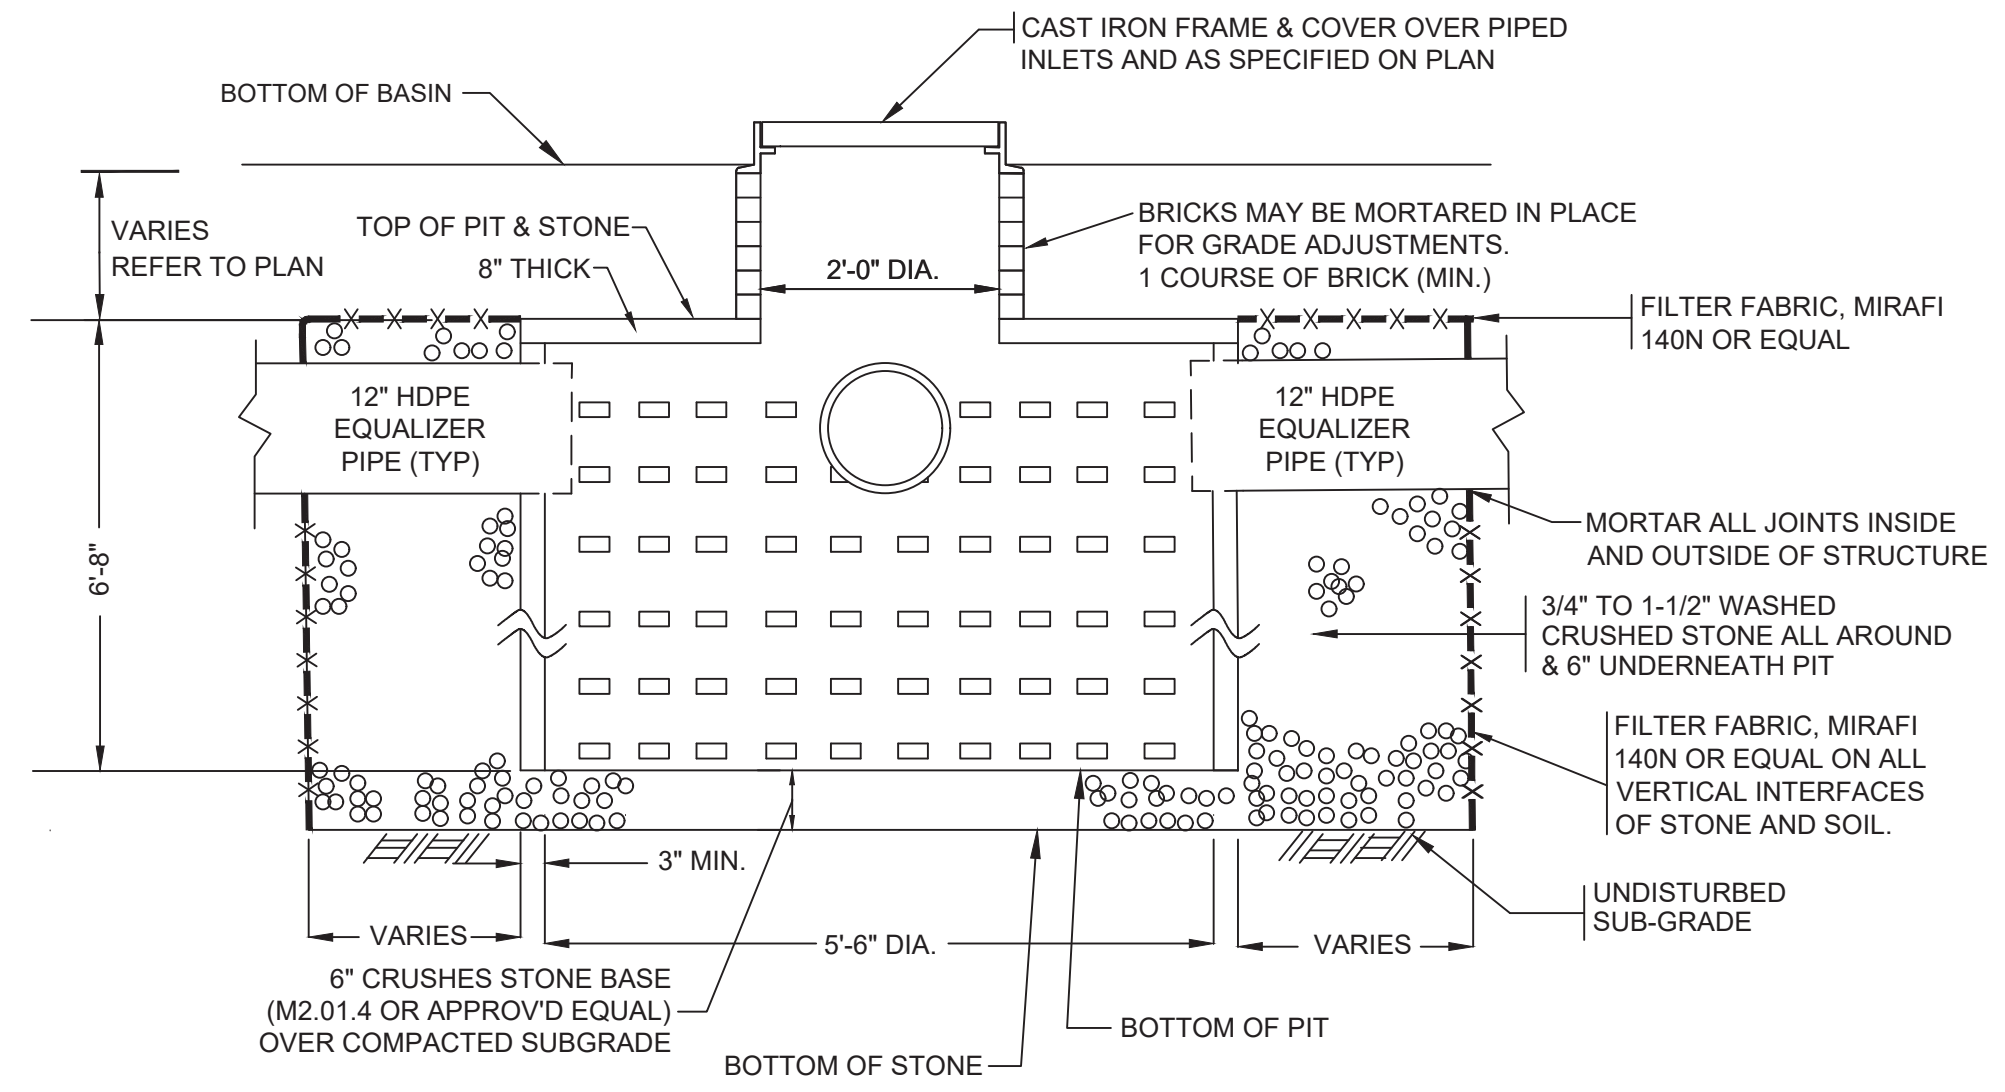 CAST IRON FRAME & COVER OVER PIPED
INLETS AND AS SPECIFIED ON PLAN
BOTTOM OF BASIN
VARIES
REFER TO PLAN
TOP OF PIT & STONE
8" THICK
2'-0" DIA.
BRICKS MAY BE MORTARED IN PLACE
FOR GRADE ADJUSTMENTS.
1 COURSE OF BRICK (MIN.)
FILTER FABRIC, MIRAFI
140N OR EQUAL
12" HDPE
EQUALIZER
PIPE (TYP)
12" HDPE
EQUALIZER
PIPE (TYP)
6'-8"
MORTAR ALL JOINTS INSIDE
AND OUTSIDE OF STRUCTURE
3/4" TO 1-1/2" WASHED
CRUSHED STONE ALL AROUND
& 6" UNDERNEATH PIT
FILTER FABRIC, MIRAFI
140N OR EQUAL ON ALL
VERTICAL INTERFACES
OF STONE AND SOIL.
3" MIN.
UNDISTURBED
SUB-GRADE
VARIES
5'-6" DIA.
VARIES
6" CRUSHES STONE BASE
(M2.01.4 OR APPROV'D EQUAL)
OVER COMPACTED SUBGRADE
BOTTOM OF PIT
BOTTOM OF STONE